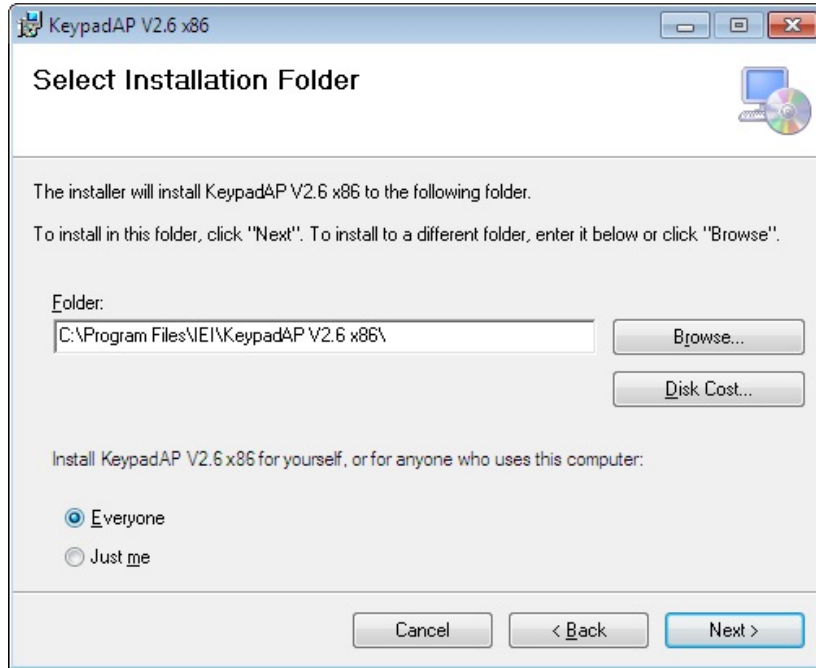 KeypadAP V2.6 x86
Select Installation Folder
The installer will install KeypadAP V2.6 x86 to the following folder.
To install in this folder, click "Next". To install to a different folder, enter it below or click "Browse".
Folder:
C:\Program Files\IEI\KeypadAP V2.6 x86\
Browse...
Disk Cost...
Install KeypadAP V2.6 x86 for yourself, or for anyone who uses this computer:
Everyone
Just me
Cancel
< Back
Next >